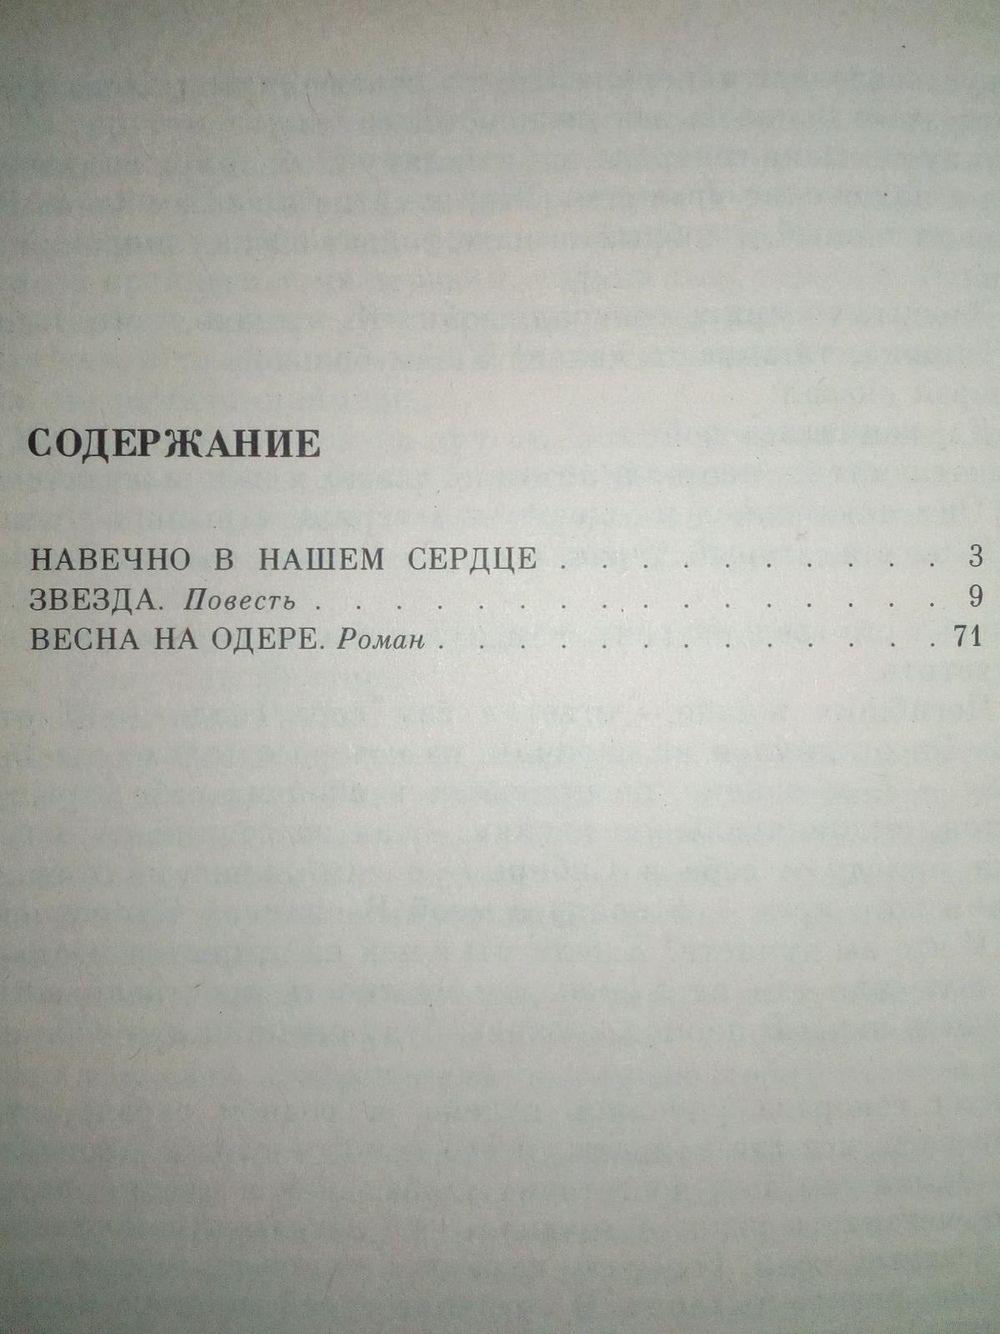 СОДЕРЖАНИЕ
НАВЕЧНО В НАШЕМ СЕРДЦЕ . . . . . . . . . . . . . . 3
ЗВЕЗДА. Повесть . . . . . . . . . . . . . . . . . . . . 9
ВЕСНА НА ОДЕРЕ. Роман . . . . . . . . . . . . . . . . 71